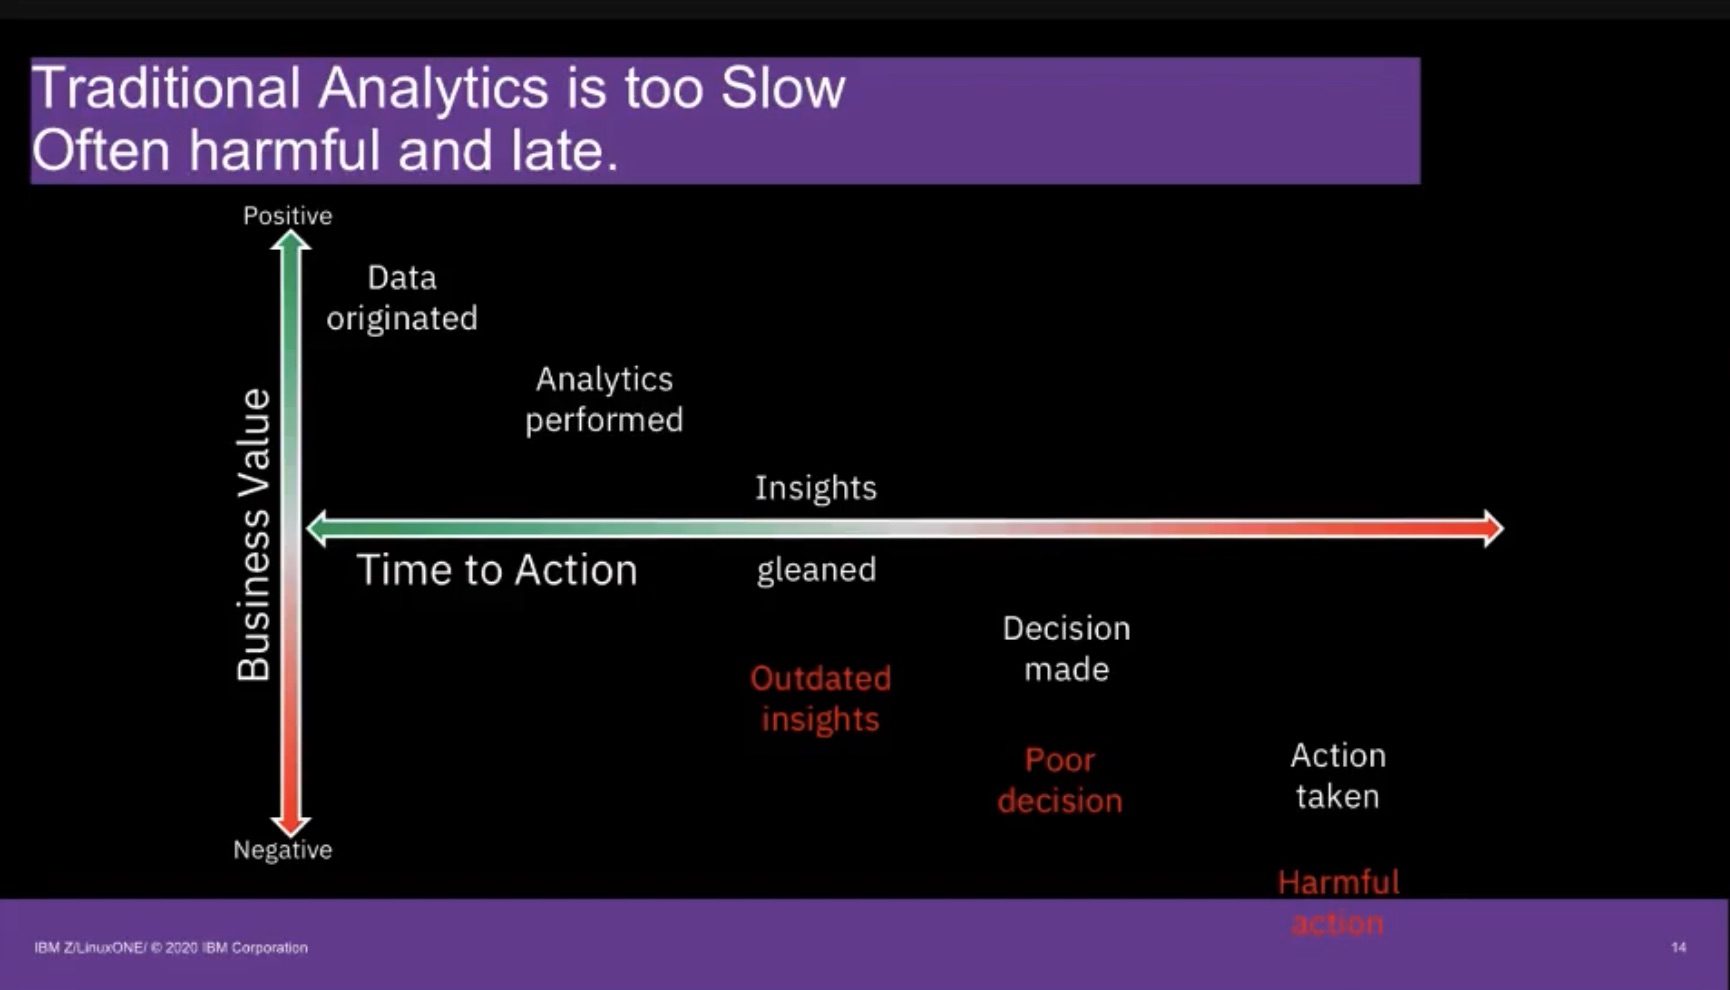 Traditional Analytics is too Slow
Often harmful and late.
Positive
Data
originated
Analytics
performed
Insights
gleaned
Business Value
Time to Action
Decision
made
Outdated
insights
Poor
decision
Action
taken
Negative
Harmful
action
IBM Z/LinuxONE/ © 2020 IBM Corporation
14